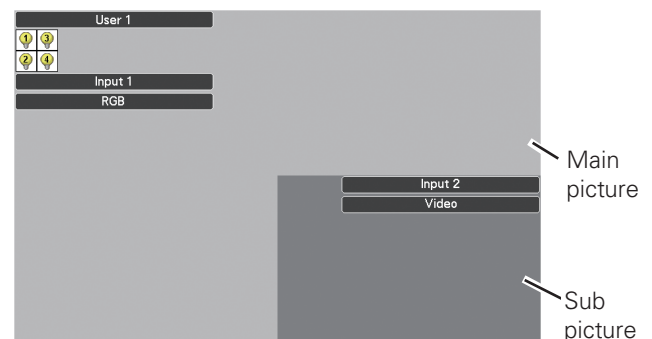 User 1
1 3
2 4
Input 1
RGB
Main
picture
Input 2
Video
Sub
picture